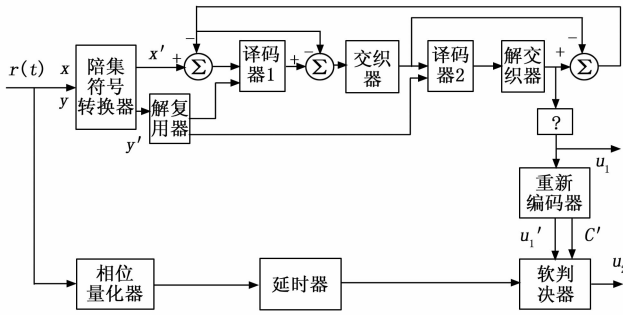 r(t)
x
y
陪集
符号
转换器
x′
y′
解复
用器
−
+
Σ
译码
器1
−
+
Σ
交织
器
译码
器2
解交
织器
−
+
Σ
?
u₁
重新
编码器
u₁′
C′
相位
量化器
延时器
软判
决器